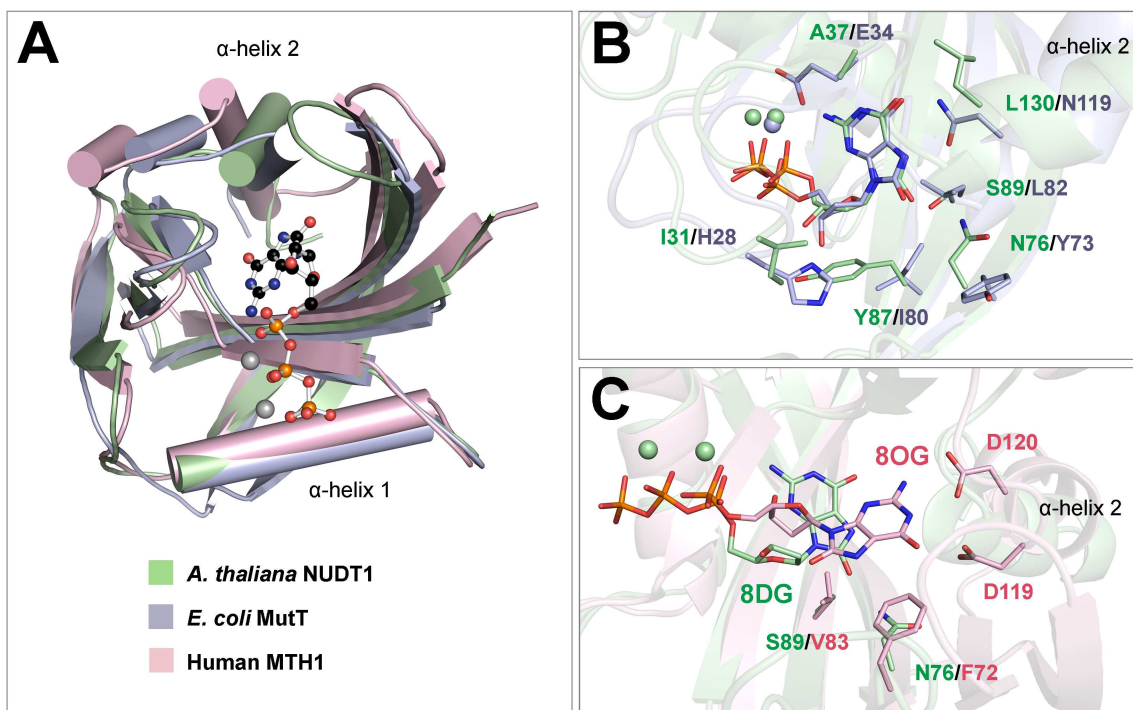 A
α-helix 2
α-helix 1
A. thaliana NUDT1
E. coli MutT
Human MTH1
B
A37/E34
α-helix 2
L130/N119
S89/L82
I31/H28
N76/Y73
Y87/I80
C
8OG
D120
α-helix 2
8DG
D119
S89/V83
N76/F72